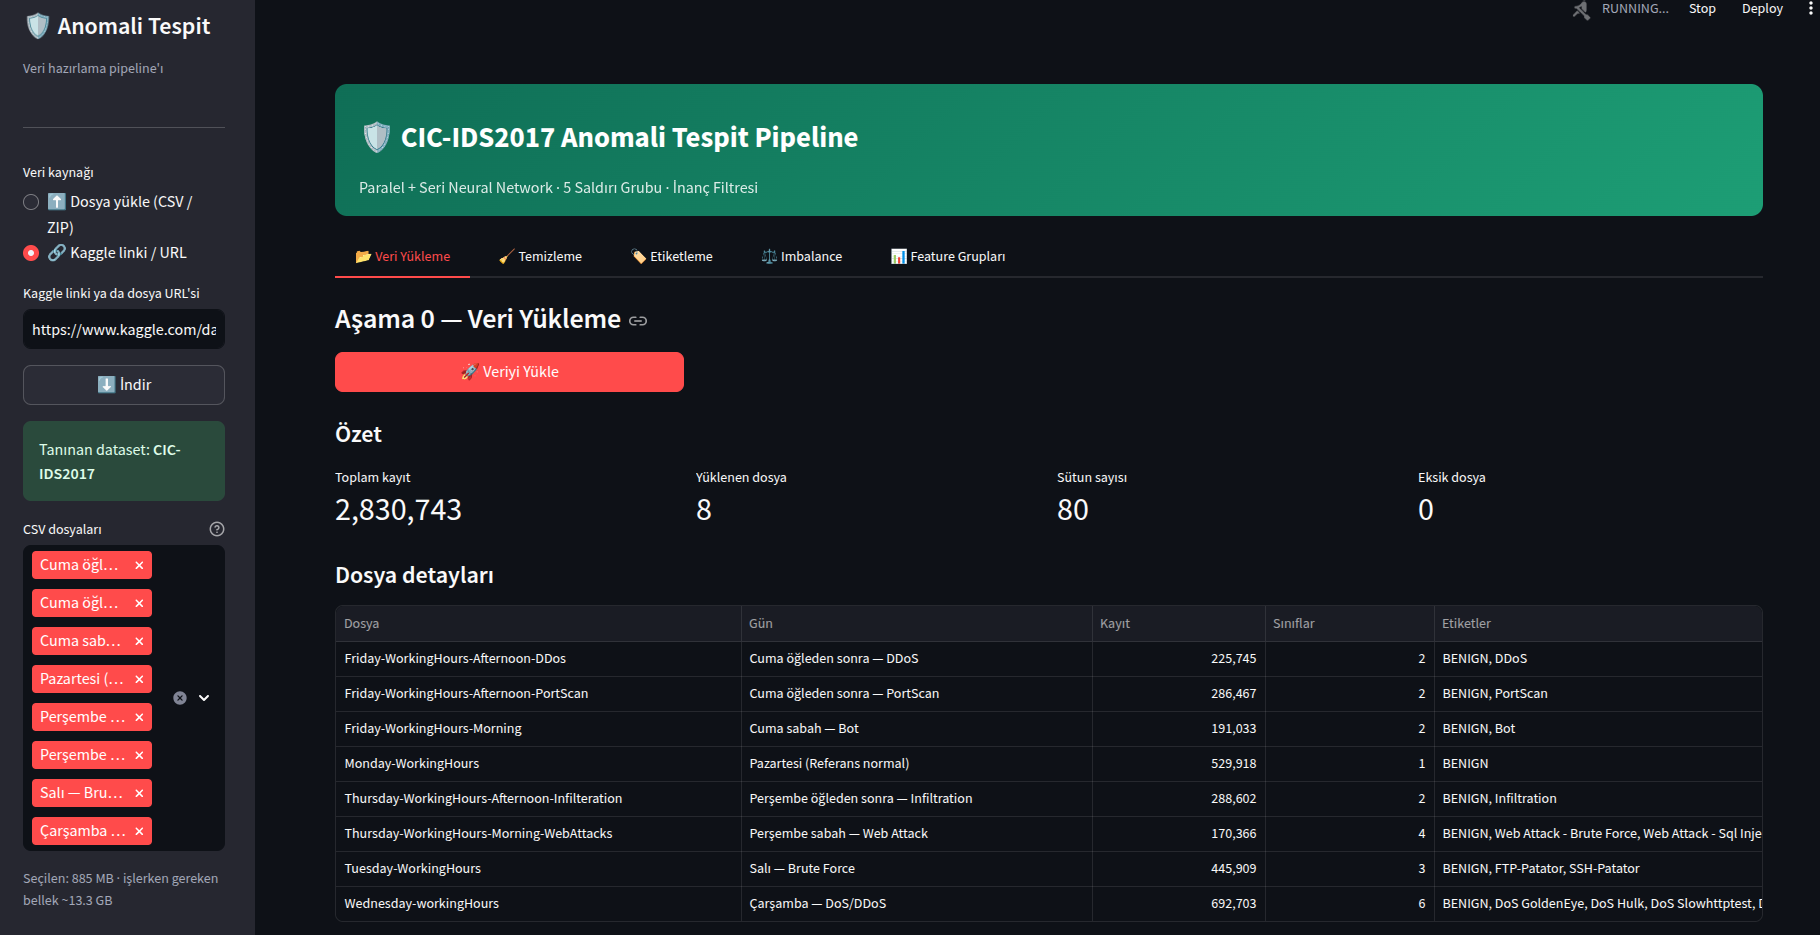 Anomali Tespit
Veri hazırlama pipeline'ı
Veri kaynağı
Dosya yükle (CSV /
ZIP)
Kaggle linki / URL
Kaggle linki ya da dosya URL'si
https://www.kaggle.com/da
İndir
Tanınan dataset: CIC-
IDS2017
CSV dosyaları
Cuma öğl...
Cuma öğl...
Cuma sab...
Pazartesi (...
Perşembe ...
Perşembe ...
Salı — Bru...
Çarşamba ...
Seçilen: 885 MB · işlerken gereken
bellek ~13.3 GB
RUNNING... Stop Deploy
CIC-IDS2017 Anomali Tespit Pipeline
Paralel + Seri Neural Network · 5 Saldırı Grubu · İnanç Filtresi
Veri Yükleme Temizleme Etiketleme Imbalance Feature Grupları
Aşama 0 — Veri Yükleme
Veriyi Yükle
Özet
Toplam kayıt Yüklenen dosya Sütun sayısı Eksik dosya
2,830,743 8 80 0
Dosya detayları
Dosya Gün Kayıt Sınıflar Etiketler
Friday-WorkingHours-Afternoon-DDos Cuma öğleden sonra — DDoS 225,745 2 BENIGN, DDoS
Friday-WorkingHours-Afternoon-PortScan Cuma öğleden sonra — PortScan 286,467 2 BENIGN, PortScan
Friday-WorkingHours-Morning Cuma sabah — Bot 191,033 2 BENIGN, Bot
Monday-WorkingHours Pazartesi (Referans normal) 529,918 1 BENIGN
Thursday-WorkingHours-Afternoon-Infilteration Perşembe öğleden sonra — Infiltration 288,602 2 BENIGN, Infiltration
Thursday-WorkingHours-Morning-WebAttacks Perşembe sabah — Web Attack 170,366 4 BENIGN, Web Attack - Brute Force, Web Attack - Sql Inje
Tuesday-WorkingHours Salı — Brute Force 445,909 3 BENIGN, FTP-Patator, SSH-Patator
Wednesday-workingHours Çarşamba — DoS/DDoS 692,703 6 BENIGN, DoS GoldenEye, DoS Hulk, DoS Slowhttptest,